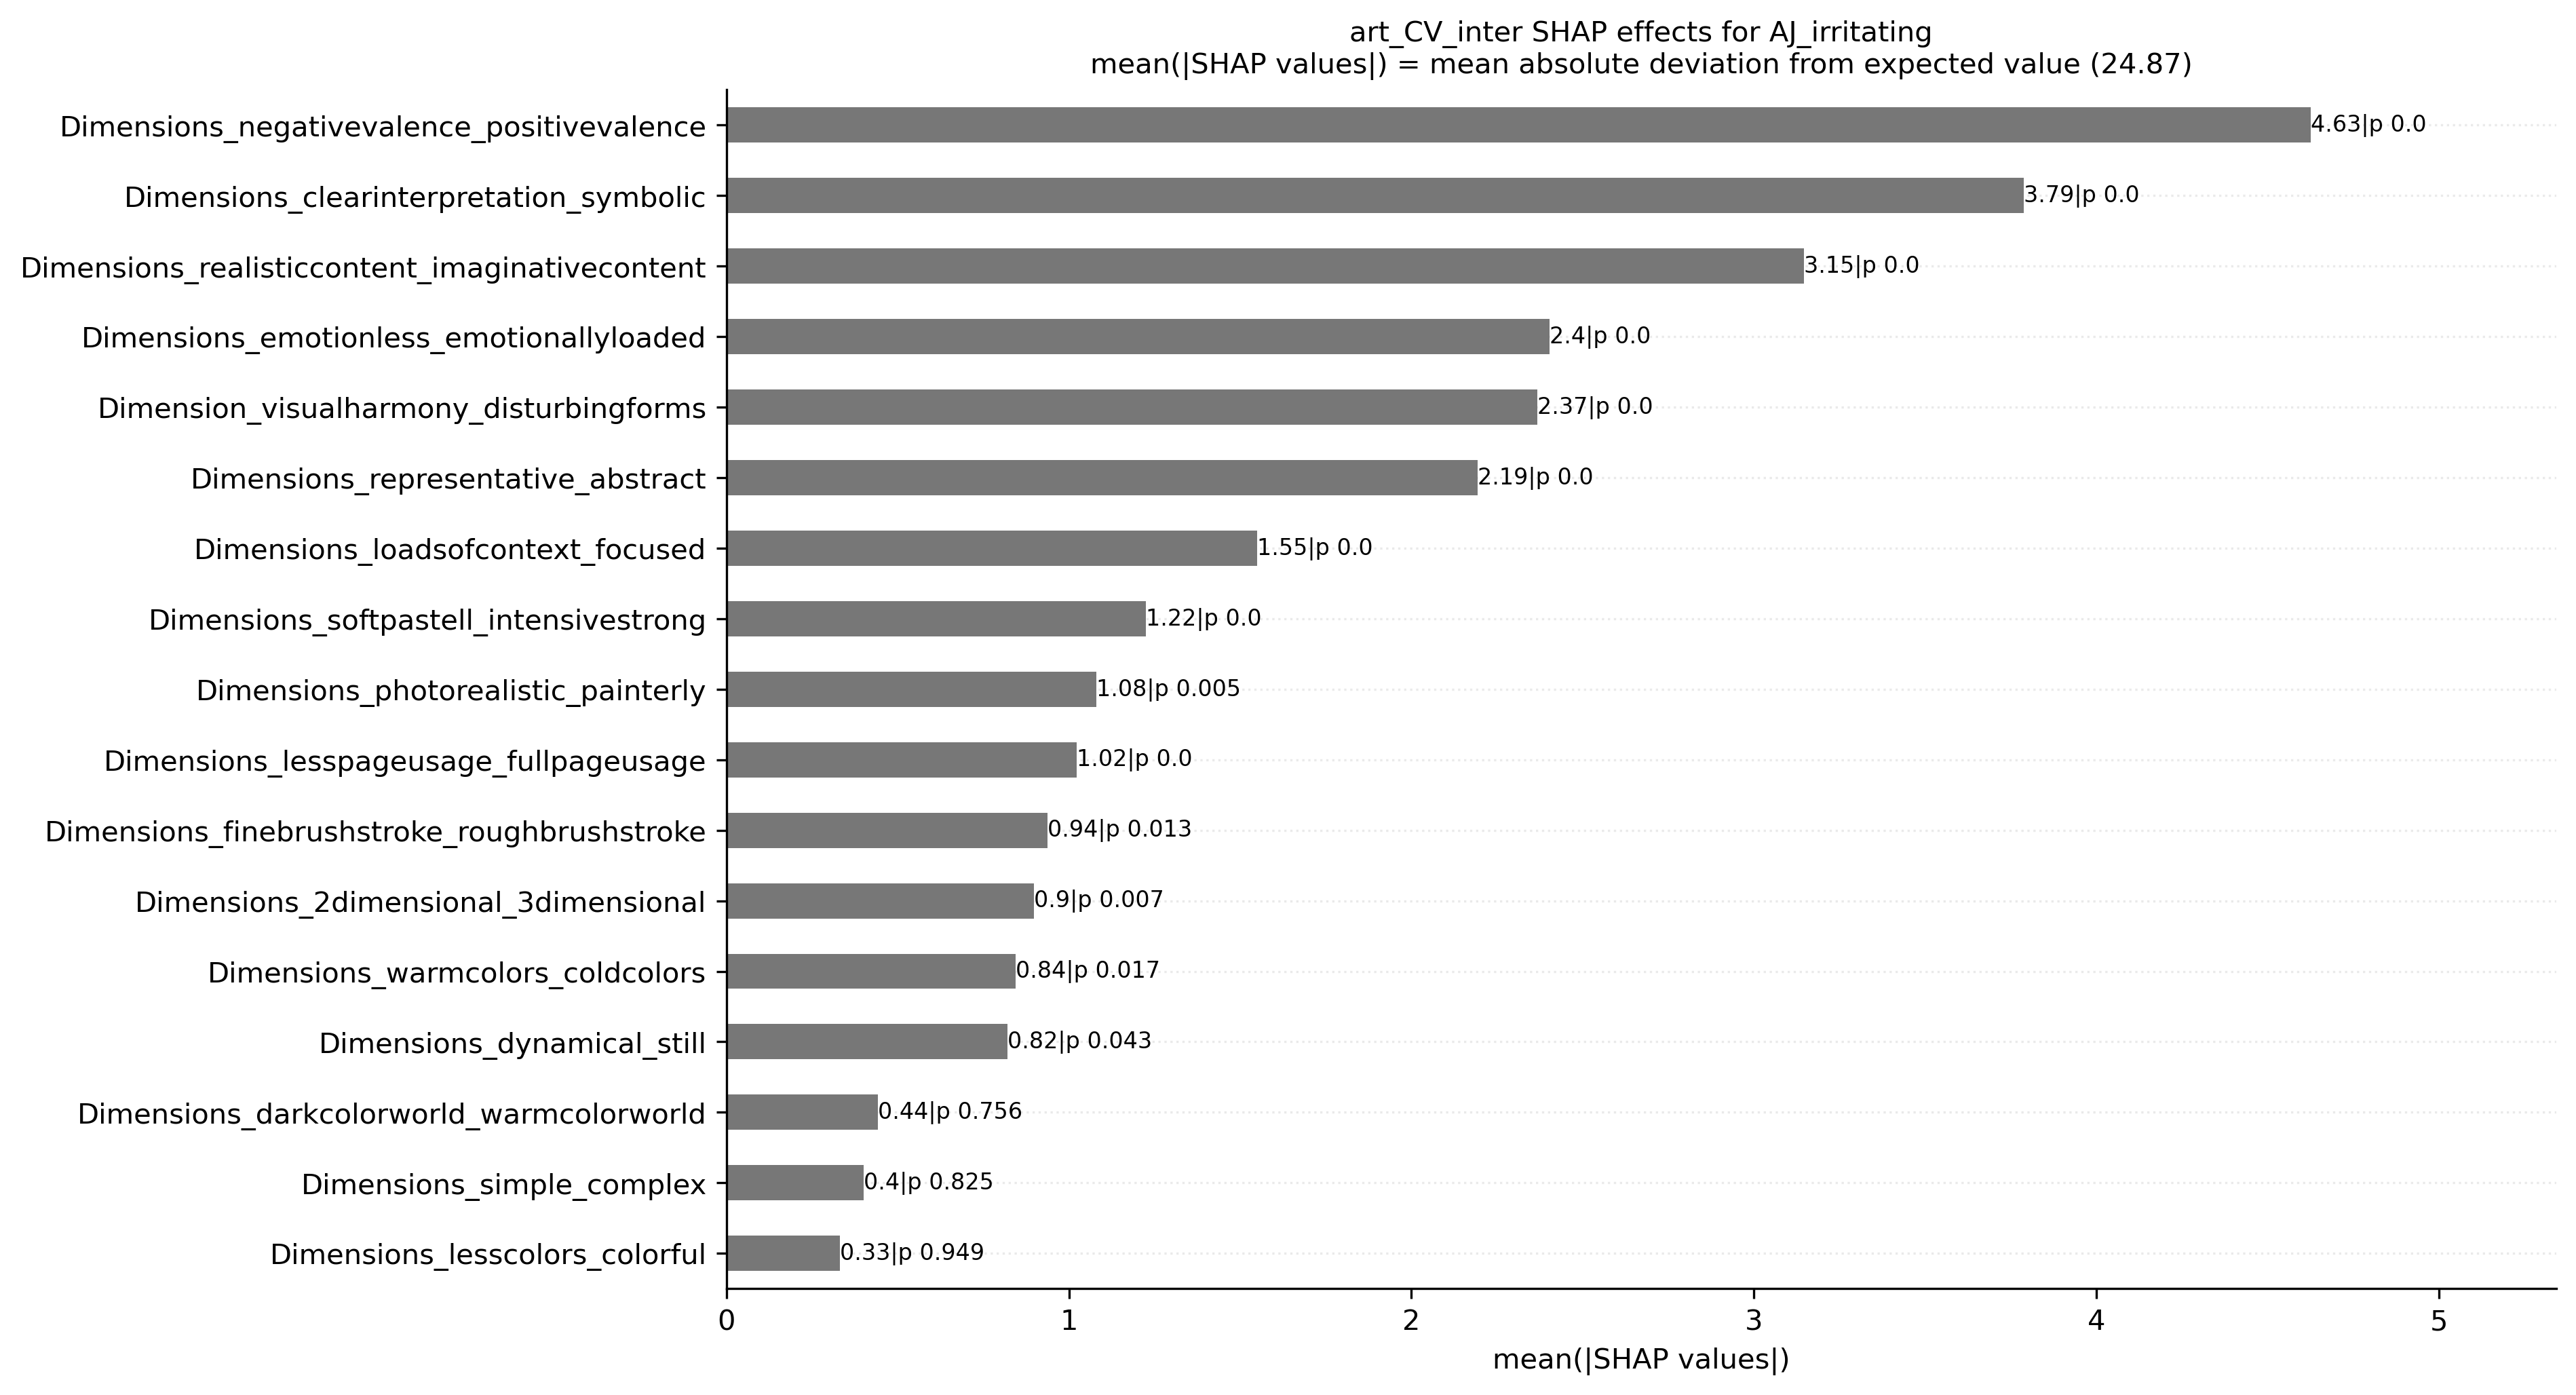 art_CV_inter SHAP effects for AJ_irritating
mean(|SHAP values|) = mean absolute deviation from expected value (24.87)
Dimensions_negativevalence_positivevalence 4.63|p 0.0
Dimensions_clearinterpretation_symbolic 3.79|p 0.0
Dimensions_realisticcontent_imaginativecontent 3.15|p 0.0
Dimensions_emotionless_emotionallyloaded 2.4|p 0.0
Dimension_visualharmony_disturbingforms 2.37|p 0.0
Dimensions_representative_abstract 2.19|p 0.0
Dimensions_loadsofcontext_focused 1.55|p 0.0
Dimensions_softpastell_intensivestrong 1.22|p 0.0
Dimensions_photorealistic_painterly 1.08|p 0.005
Dimensions_lesspageusage_fullpageusage 1.02|p 0.0
Dimensions_finebrushstroke_roughbrushstroke 0.94|p 0.013
Dimensions_2dimensional_3dimensional 0.9|p 0.007
Dimensions_warmcolors_coldcolors 0.84|p 0.017
Dimensions_dynamical_still 0.82|p 0.043
Dimensions_darkcolorworld_warmcolorworld 0.44|p 0.756
Dimensions_simple_complex 0.4|p 0.825
Dimensions_lesscolors_colorful 0.33|p 0.949
0 1 2 3 4 5
mean(|SHAP values|)